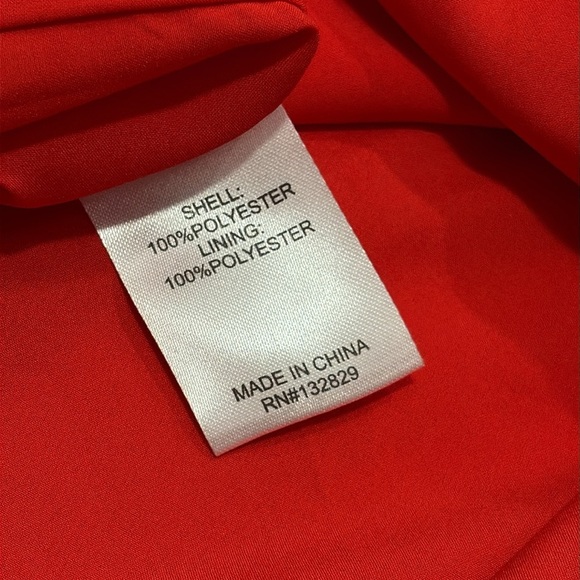 SHELL:
100%POLYESTER
LINING:
100%POLYESTER
MADE IN CHINA
RN#132829